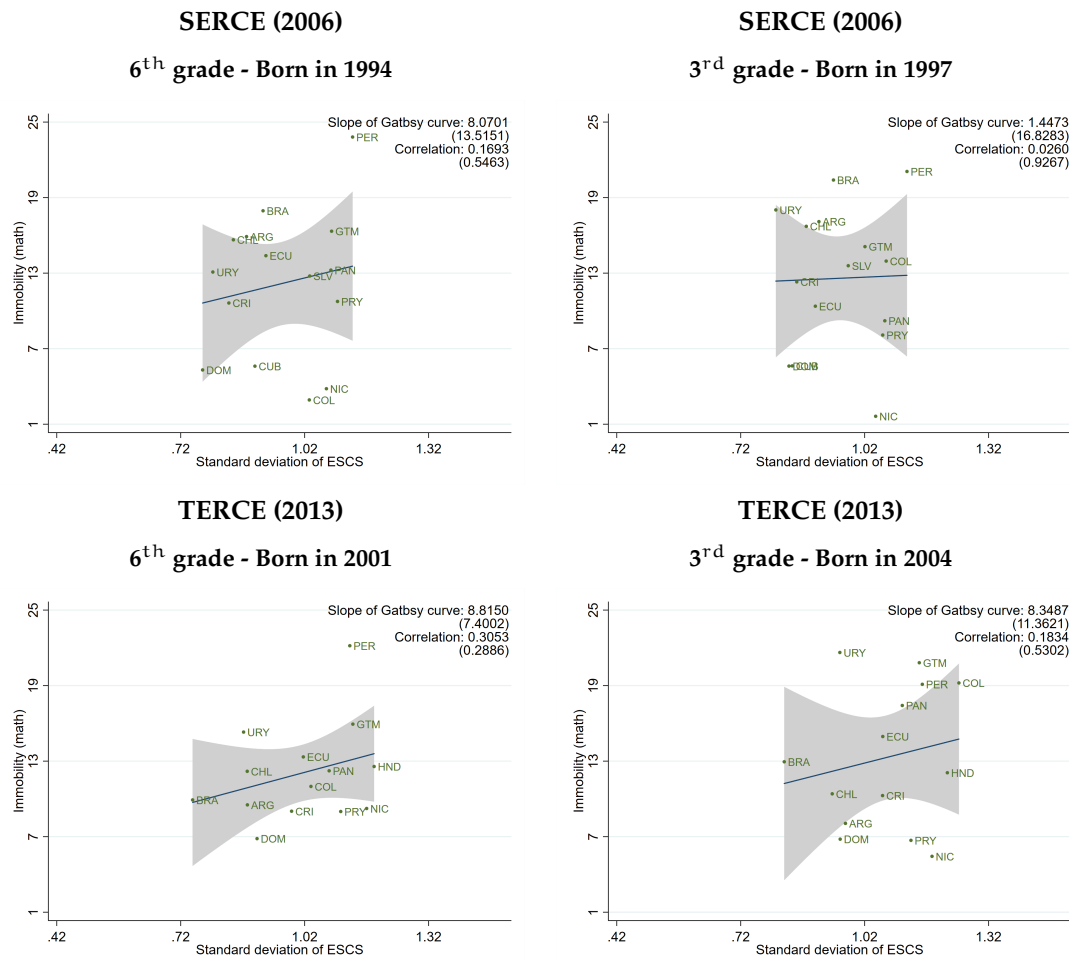 SERCE (2006)
6th grade - Born in 1994
25
19
13
7
1
Immobility (math)
Slope of Gatbsy curve: 8.0701
(13.5151)
Correlation: 0.1693
(0.5463)
PER
BRA
GTM
ARG
CHL
ECU
URY
PAN
SLV
CRI
PRY
DOM
CUB
NIC
COL
.42
.72
1.02
1.32
Standard deviation of ESCS
SERCE (2006)
3rd grade - Born in 1997
25
19
13
7
1
Immobility (math)
Slope of Gatbsy curve: 1.4473
(16.8283)
Correlation: 0.0260
(0.9267)
PER
BRA
URY
ARG
CHL
GTM
COL
SLV
CRI
ECU
PAN
PRY
NIC
.42
.72
1.02
1.32
Standard deviation of ESCS
TERCE (2013)
6th grade - Born in 2001
25
19
13
7
1
Immobility (math)
Slope of Gatbsy curve: 8.8150
(7.4002)
Correlation: 0.3053
(0.2886)
PER
GTM
URY
ECU
HND
CHL
PAN
COL
BRA
ARG
CRI
PRY
NIC
DOM
.42
.72
1.02
1.32
Standard deviation of ESCS
TERCE (2013)
3rd grade - Born in 2004
25
19
13
7
1
Immobility (math)
Slope of Gatbsy curve: 8.3487
(11.3621)
Correlation: 0.1834
(0.5302)
URY
GTM
PER
COL
PAN
ECU
BRA
HND
CHL
CRI
ARG
DOM
PRY
NIC
.42
.72
1.02
1.32
Standard deviation of ESCS